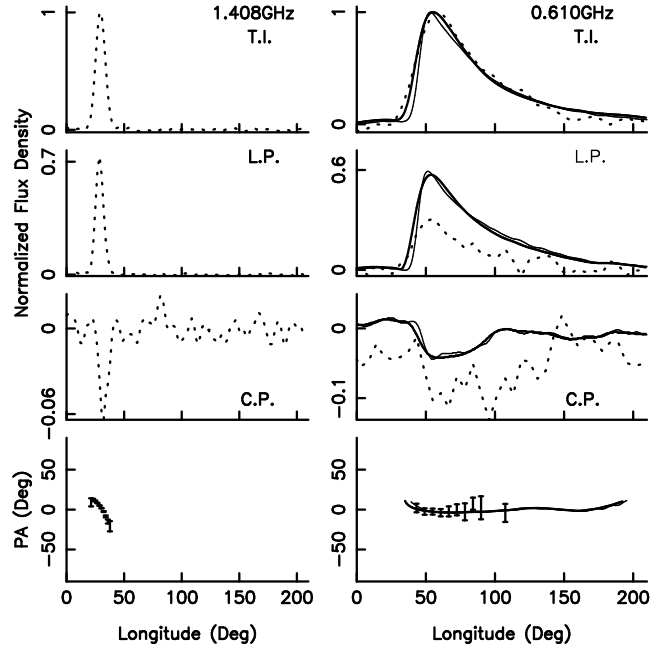 1.408GHz
T.I.
1
0
0.610GHz
T.I.
1
0
Normalized Flux Density
L.P.
0.7
0
L.P.
0.6
0
0
−0.06
C.P.
0
−0.1
C.P.
PA (Deg)
50
0
−50
50
0
−50
0 50 100 150 200
0 50 100 150 200
Longitude (Deg)
Longitude (Deg)